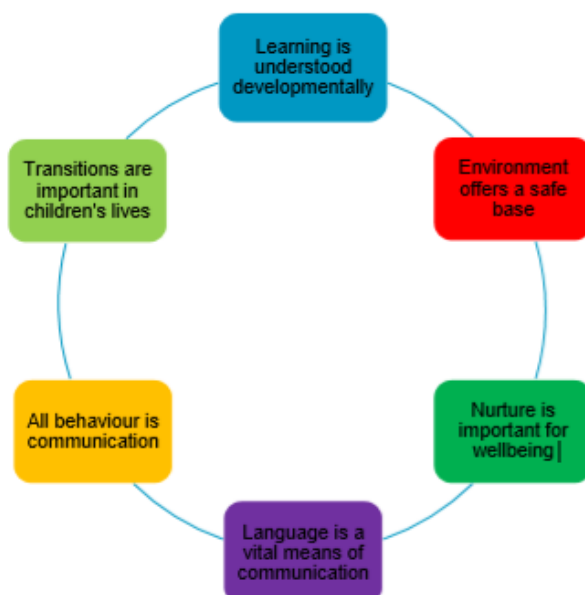 Learning is
understood
developmentally
Environment
offers a safe
base
Nurture is
important for
wellbeing
Language is a
vital means of
communication
All behaviour is
communication
Transitions are
important in
children's lives